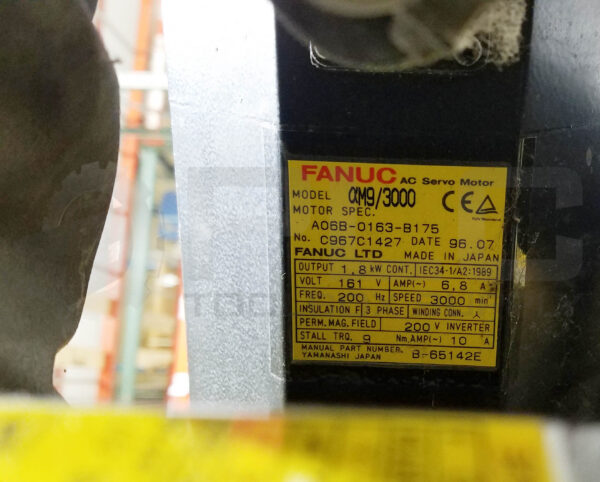 FANUC AC Servo Motor
MODEL αM9/3000 CE
MOTOR SPEC.
A06B-0163-B175
No. C967C1427 DATE 96.07
FANUC LTD MADE IN JAPAN
OUTPUT 1.8 kW CONT. IEC34-1/A2:1989
VOLT 161 V AMP(~) 6.8 A
FREQ. 200 Hz SPEED 3000 min⁻¹
INSULATION F 3 PHASE WINDING CONN. 人
PERM. MAG. FIELD 200 V INVERTER
STALL TRQ. 9 Nm AMP(~) 10 A
MANUAL PART NUMBER.
YAMANASHI JAPAN B-65142E